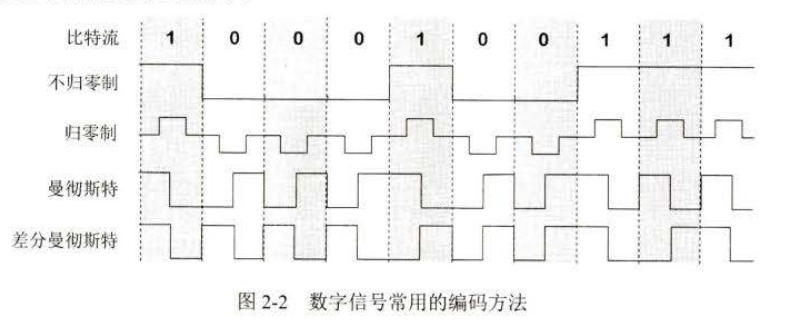 比特流 1 0 0 0 1 0 0 1 1 1
不归零制
归零制
曼彻斯特
差分曼彻斯特
图 2-2 数字信号常用的编码方法